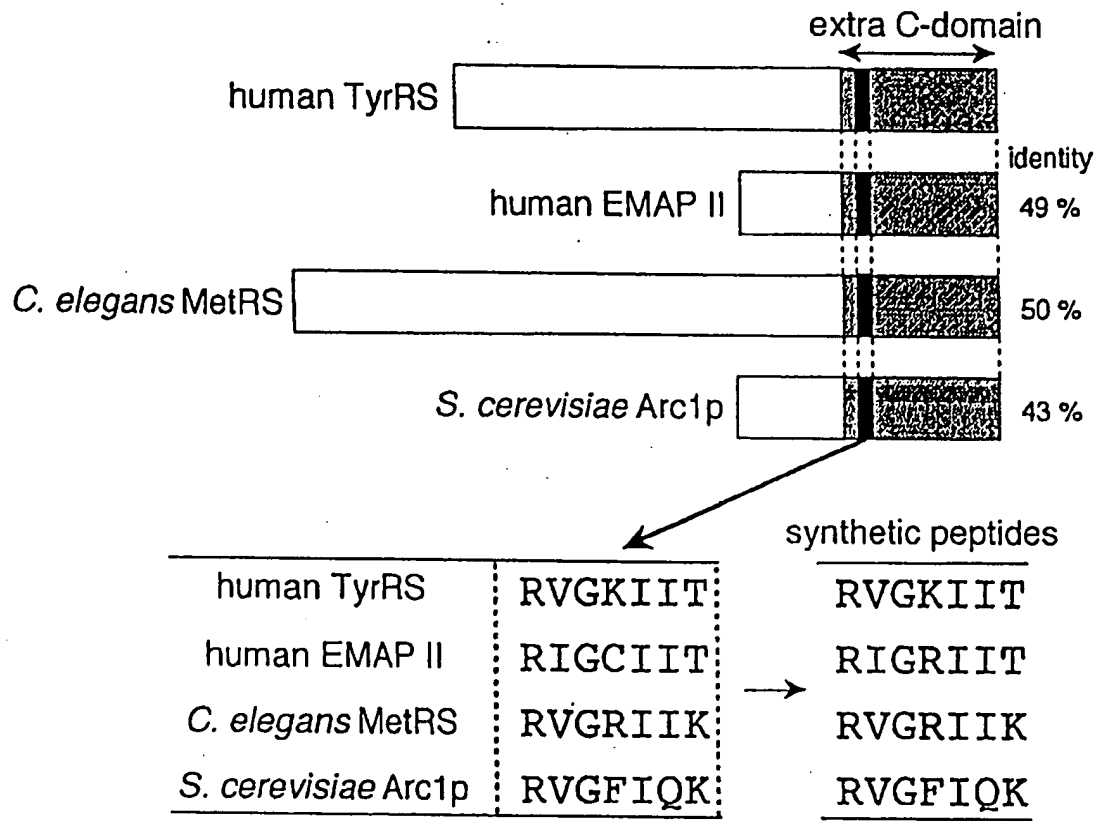 extra C-domain
human TyrRS
identity
human EMAP II 49 %
C. elegans MetRS 50 %
S. cerevisiae Arc1p 43 %
synthetic peptides
human TyrRS RVGKIIT RVGKIIT
human EMAP II RIGCIIT RIGRIIT
C. elegans MetRS RVGRIIK RVGRIIK
S. cerevisiae Arc1p RVGFIQK RVGFIQK